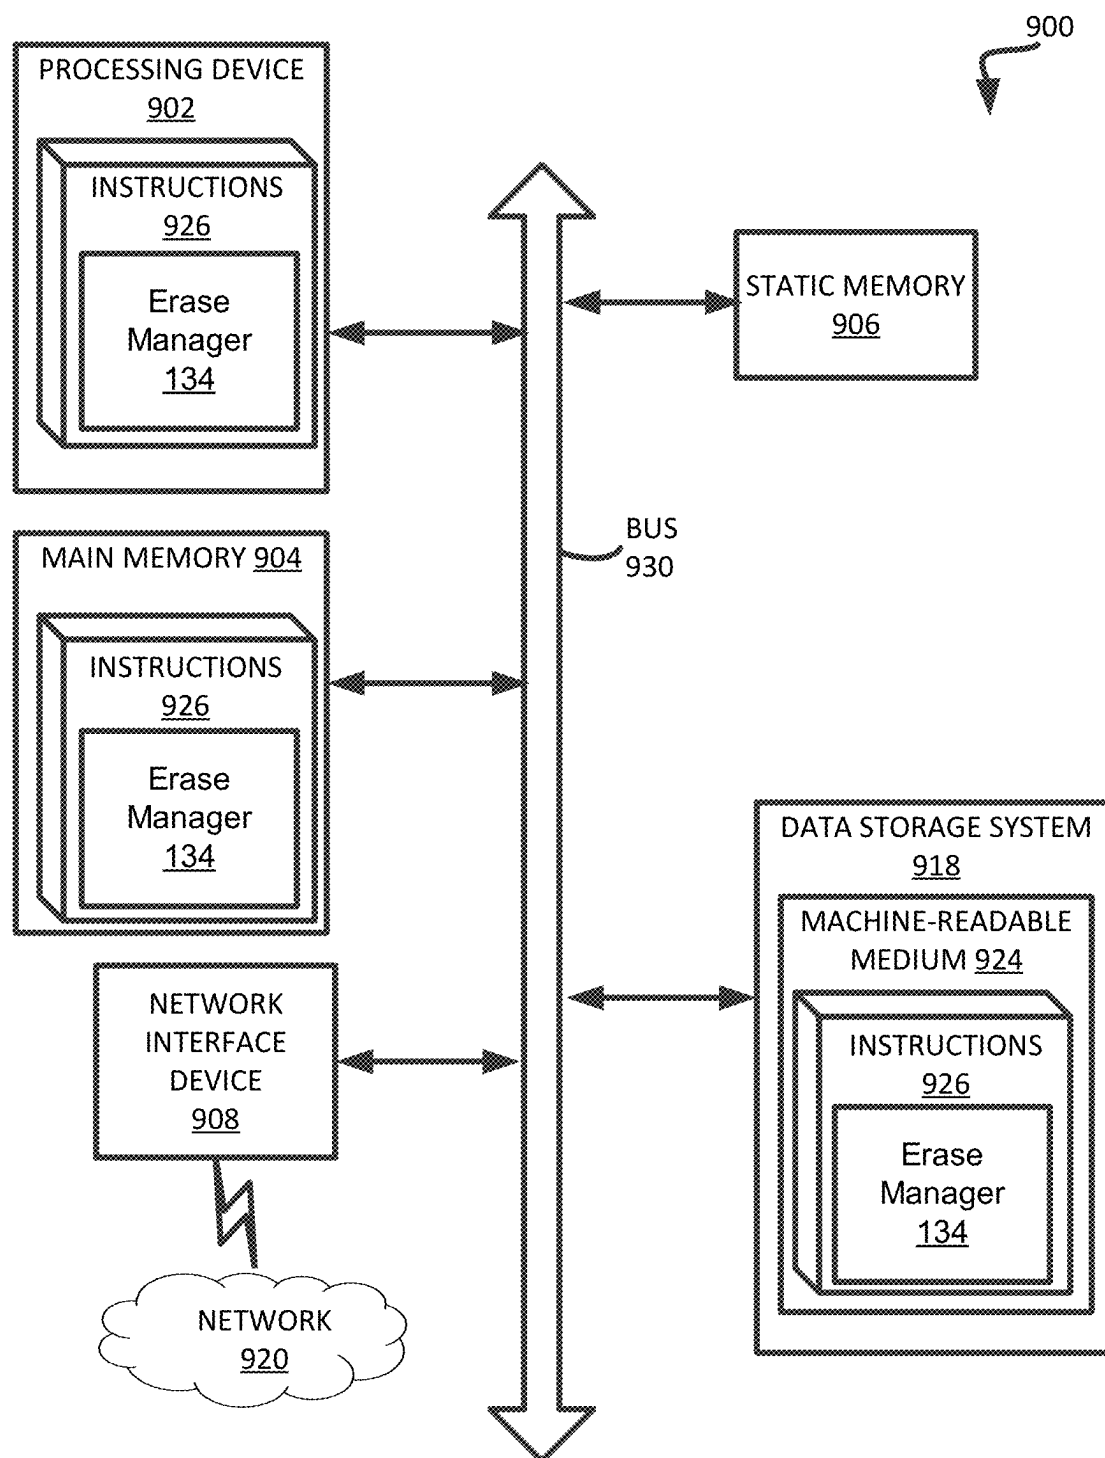 900
PROCESSING DEVICE
902
INSTRUCTIONS
926
Erase
Manager
134
STATIC MEMORY
906
BUS
930
MAIN MEMORY 904
INSTRUCTIONS
926
Erase
Manager
134
DATA STORAGE SYSTEM
918
MACHINE-READABLE
MEDIUM 924
INSTRUCTIONS
926
Erase
Manager
134
NETWORK
INTERFACE
DEVICE
908
NETWORK
920